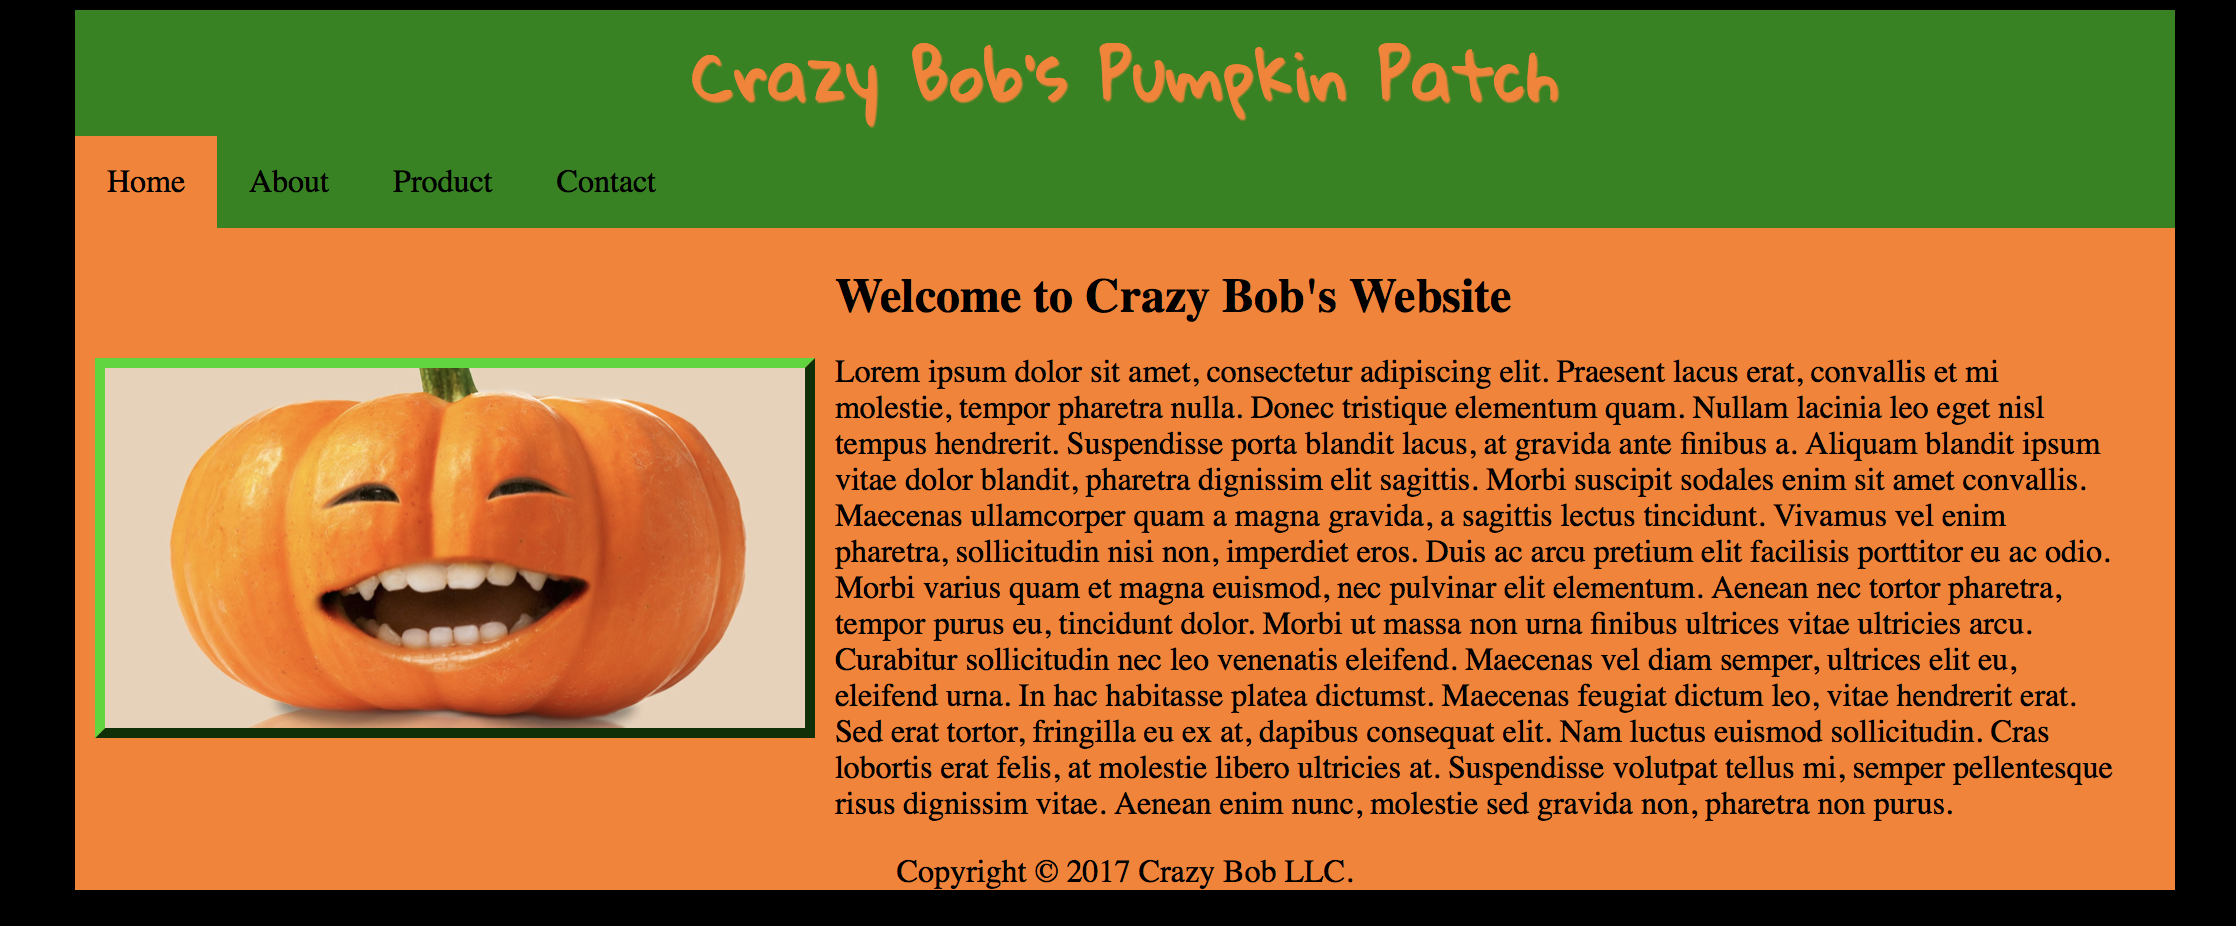 Crazy Bob's Pumpkin Patch
Home About Product Contact
Welcome to Crazy Bob's Website
Lorem ipsum dolor sit amet, consectetur adipiscing elit. Praesent lacus erat, convallis et mi
molestie, tempor pharetra nulla. Donec tristique elementum quam. Nullam lacinia leo eget nisl
tempus hendrerit. Suspendisse porta blandit lacus, at gravida ante finibus a. Aliquam blandit ipsum
vitae dolor blandit, pharetra dignissim elit sagittis. Morbi suscipit sodales enim sit amet convallis.
Maecenas ullamcorper quam a magna gravida, a sagittis lectus tincidunt. Vivamus vel enim
pharetra, sollicitudin nisi non, imperdiet eros. Duis ac arcu pretium elit facilisis porttitor eu ac odio.
Morbi varius quam et magna euismod, nec pulvinar elit elementum. Aenean nec tortor pharetra,
tempor purus eu, tincidunt dolor. Morbi ut massa non urna finibus ultrices vitae ultricies arcu.
Curabitur sollicitudin nec leo venenatis eleifend. Maecenas vel diam semper, ultrices elit eu,
eleifend urna. In hac habitasse platea dictumst. Maecenas feugiat dictum leo, vitae hendrerit erat.
Sed erat tortor, fringilla eu ex at, dapibus consequat elit. Nam luctus euismod sollicitudin. Cras
lobortis erat felis, at molestie libero ultricies at. Suspendisse volutpat tellus mi, semper pellentesque
risus dignissim vitae. Aenean enim nunc, molestie sed gravida non, pharetra non purus.
Copyright © 2017 Crazy Bob LLC.